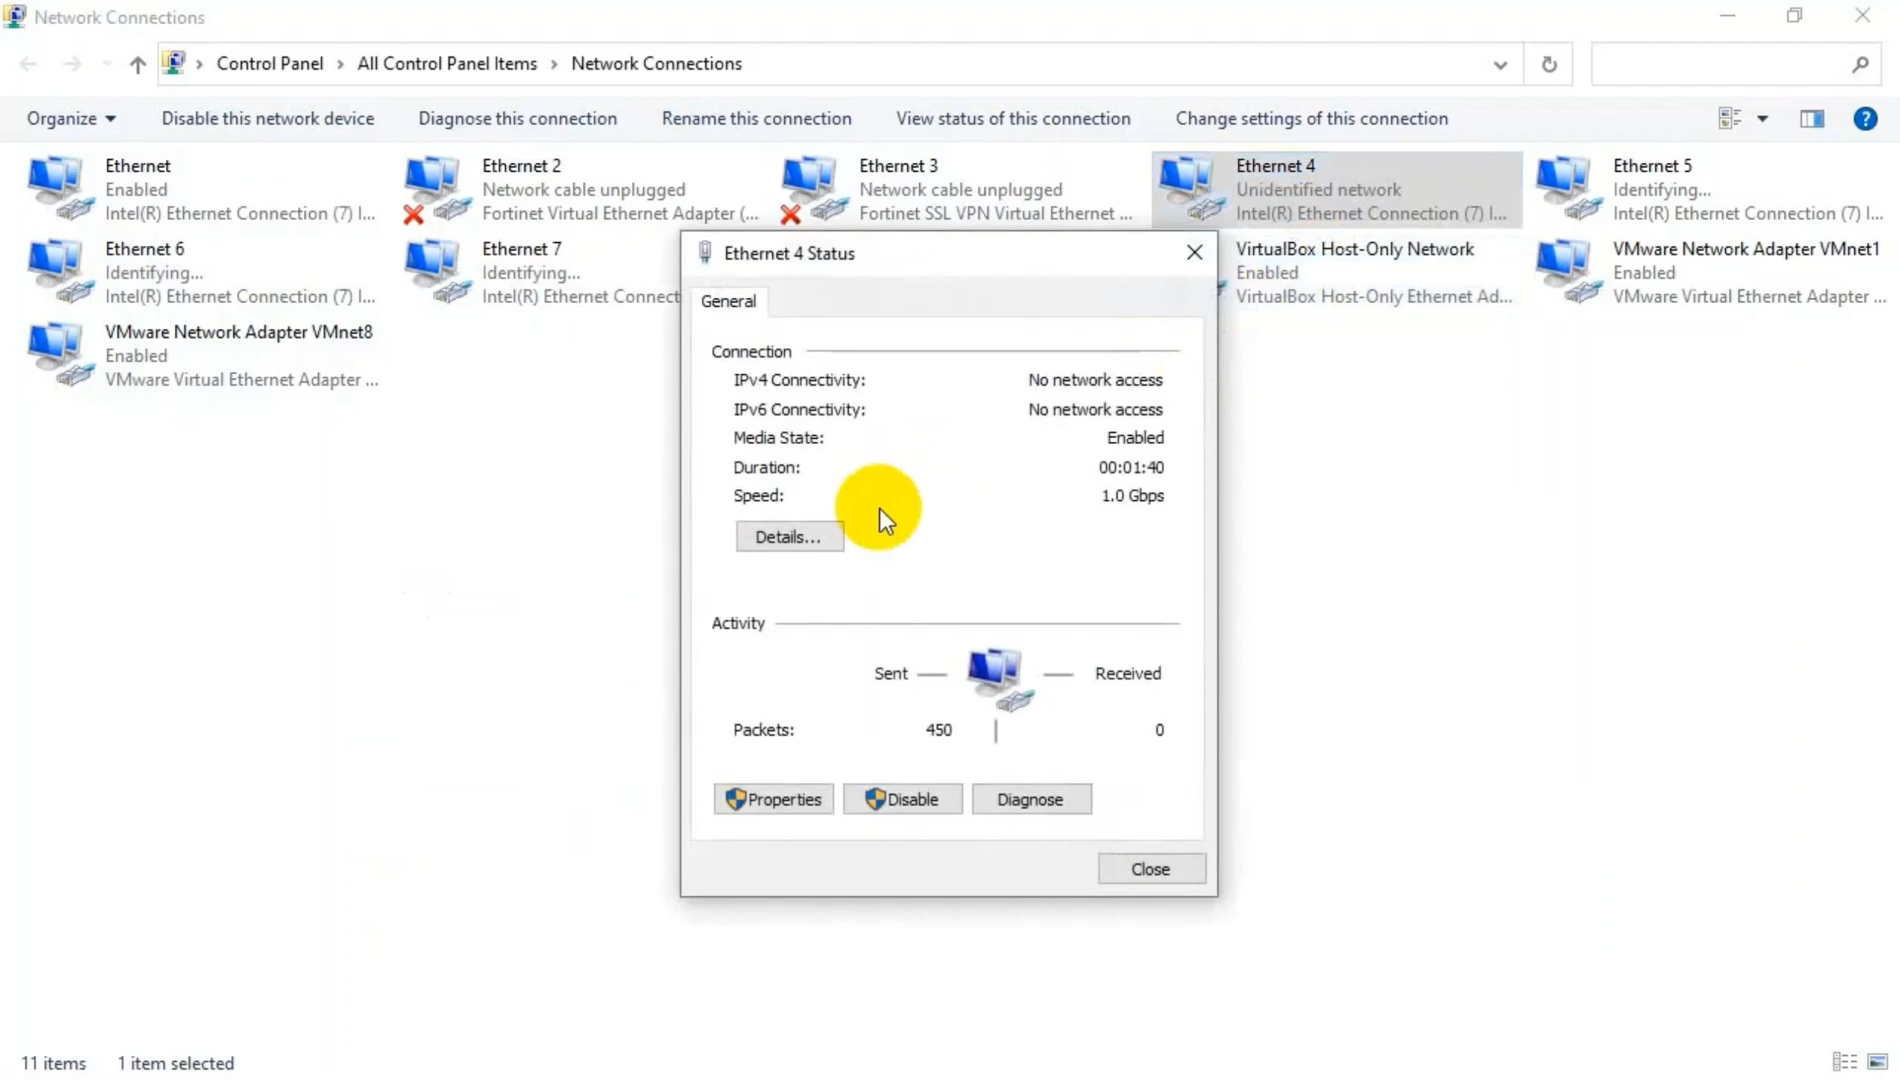 Network Connections
Control Panel > All Control Panel Items > Network Connections
Organize Disable this network device Diagnose this connection Rename this connection View status of this connection Change settings of this connection
Ethernet
Enabled
Intel(R) Ethernet Connection (7) I...
Ethernet 2
Network cable unplugged
Fortinet Virtual Ethernet Adapter (...
Ethernet 3
Network cable unplugged
Fortinet SSL VPN Virtual Ethernet ...
Ethernet 4
Unidentified network
Intel(R) Ethernet Connection (7) I...
Ethernet 5
Identifying...
Intel(R) Ethernet Connection (7) I...
Ethernet 6
Identifying...
Intel(R) Ethernet Connection (7) I...
Ethernet 7
Identifying...
Intel(R) Ethernet Connect
VirtualBox Host-Only Network
Enabled
VirtualBox Host-Only Ethernet Ad...
VMware Network Adapter VMnet1
Enabled
VMware Virtual Ethernet Adapter ...
VMware Network Adapter VMnet8
Enabled
VMware Virtual Ethernet Adapter ...
Ethernet 4 Status
General
Connection
IPv4 Connectivity: No network access
IPv6 Connectivity: No network access
Media State: Enabled
Duration: 00:01:40
Speed: 1.0 Gbps
Details...
Activity
Sent — Received
Packets: 450 | 0
Properties Disable Diagnose
Close
11 items 1 item selected